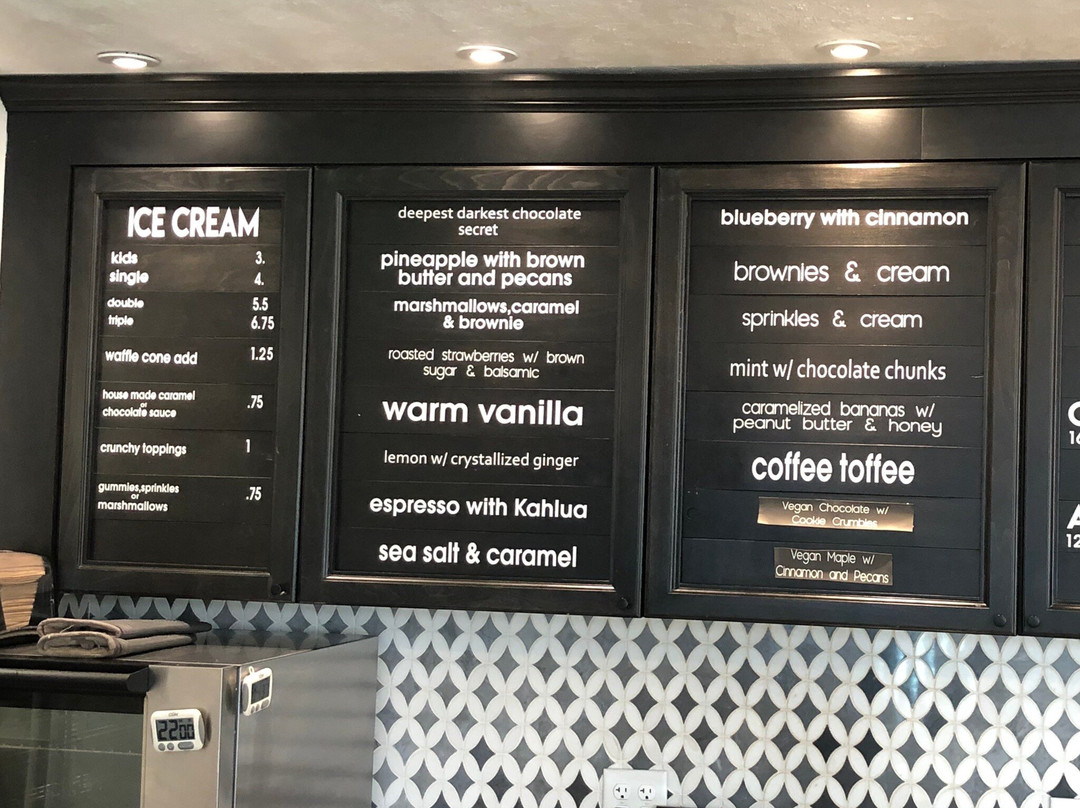 ICE CREAM
kids 3.
single 4.
double 5.5
triple 6.75
waffle cone add 1.25
house made caramel
or .75
chocolate sauce
crunchy toppings 1
gummies,sprinkles
or .75
marshmallows
deepest darkest chocolate
secret
pineapple with brown
butter and pecans
marshmallows,caramel
& brownie
roasted strawberries w/ brown
sugar & balsamic
warm vanilla
lemon w/ crystallized ginger
espresso with Kahlua
sea salt & caramel
blueberry with cinnamon
brownies & cream
sprinkles & cream
mint w/ chocolate chunks
caramelized bananas w/
peanut butter & honey
coffee toffee
Vegan Chocolate w/
Cookie Crumbles
Vegan Maple w/
Cinnamon and Pecans
16
A
12
22:00